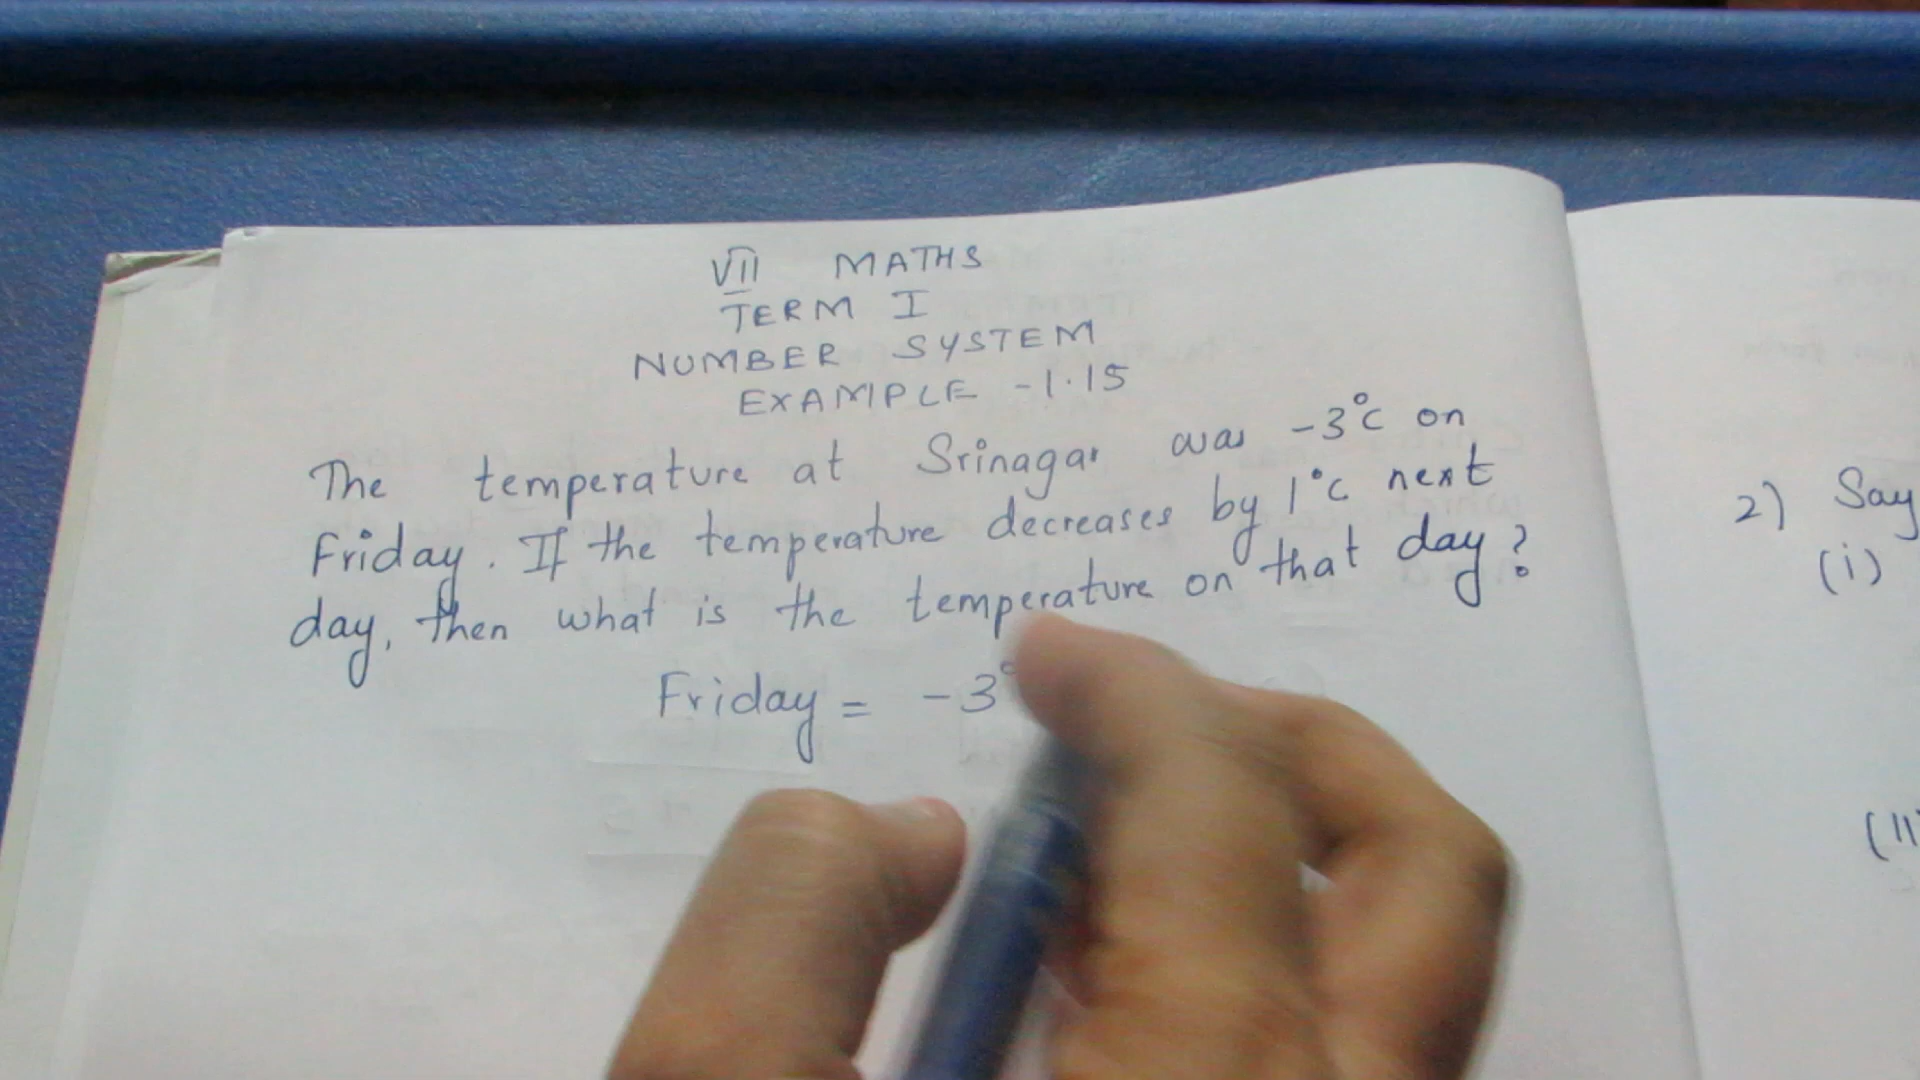 VII MATHS
TERM I
NUMBER SYSTEM
EXAMPLE - 1.15
The temperature at Srinagar was -3°C on
Friday. If the temperature decreases by 1°C next
day, then what is the temperature on that day?
Friday = -3°
2) Say
(i)
(ii)